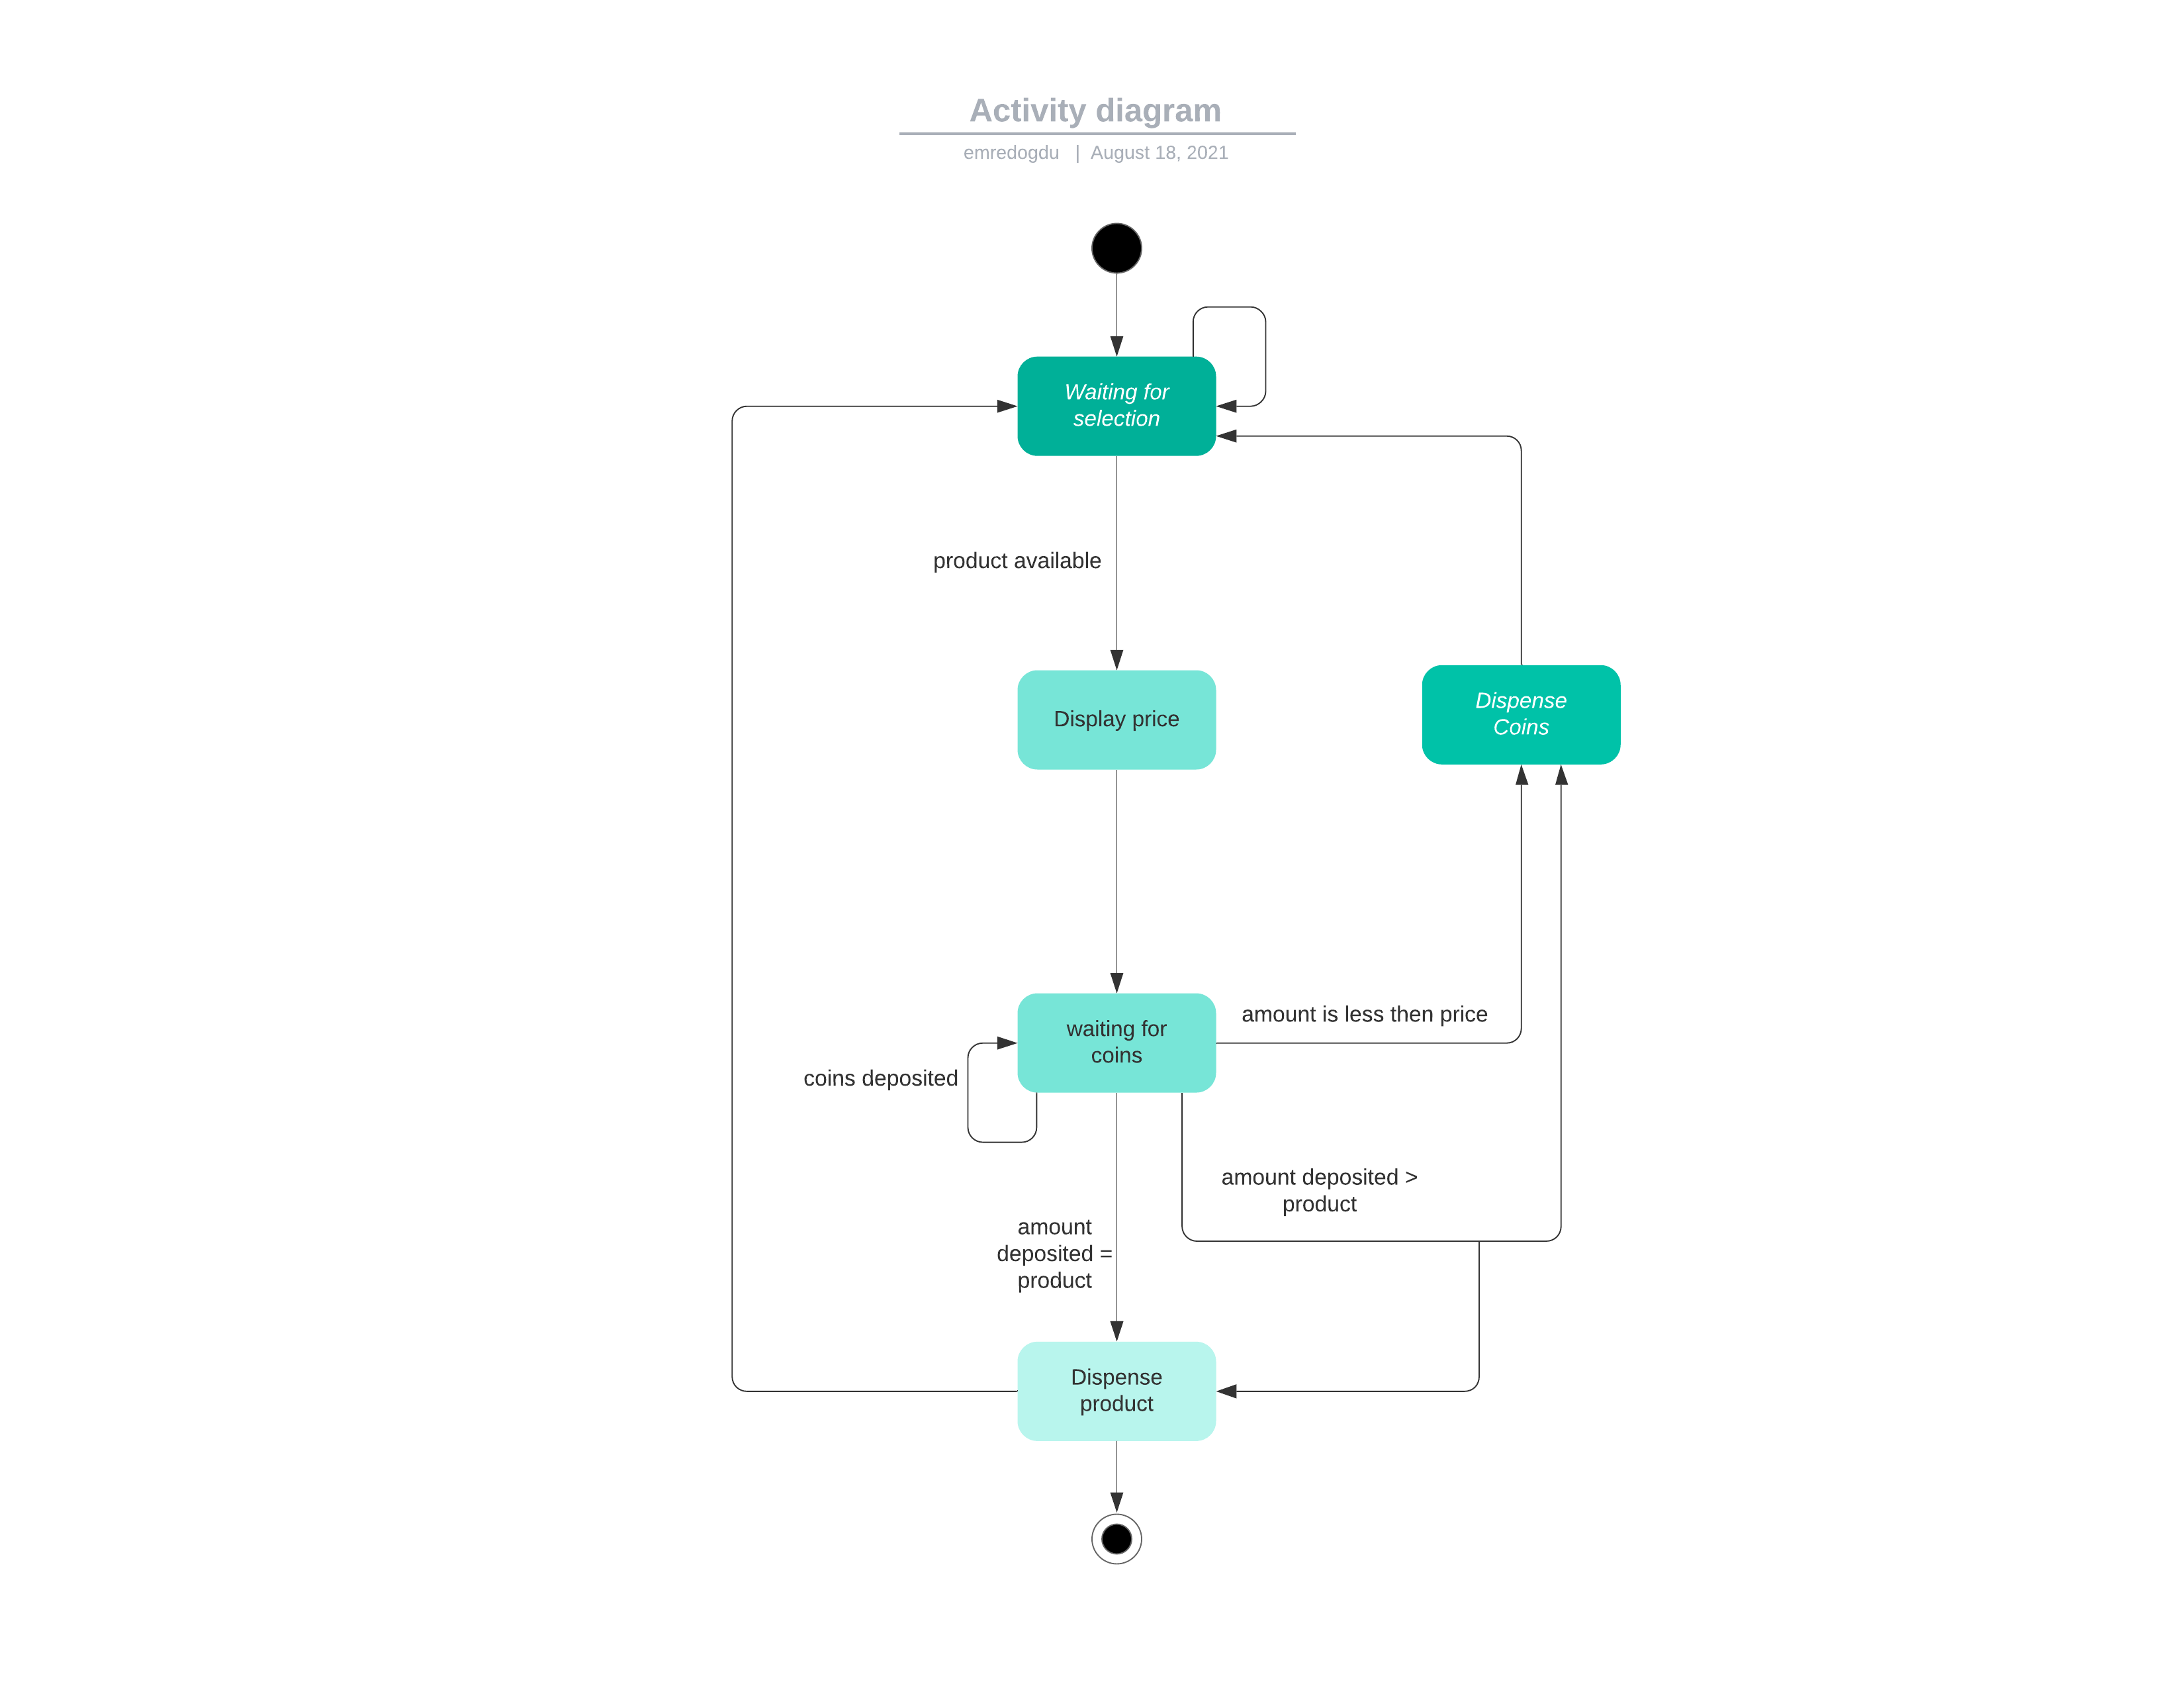 Activity diagram
emredogdu | August 18, 2021
Waiting for
selection
product available
Display price
Dispense
Coins
waiting for
coins
amount is less then price
coins deposited
amount deposited >
product
amount
deposited =
product
Dispense
product